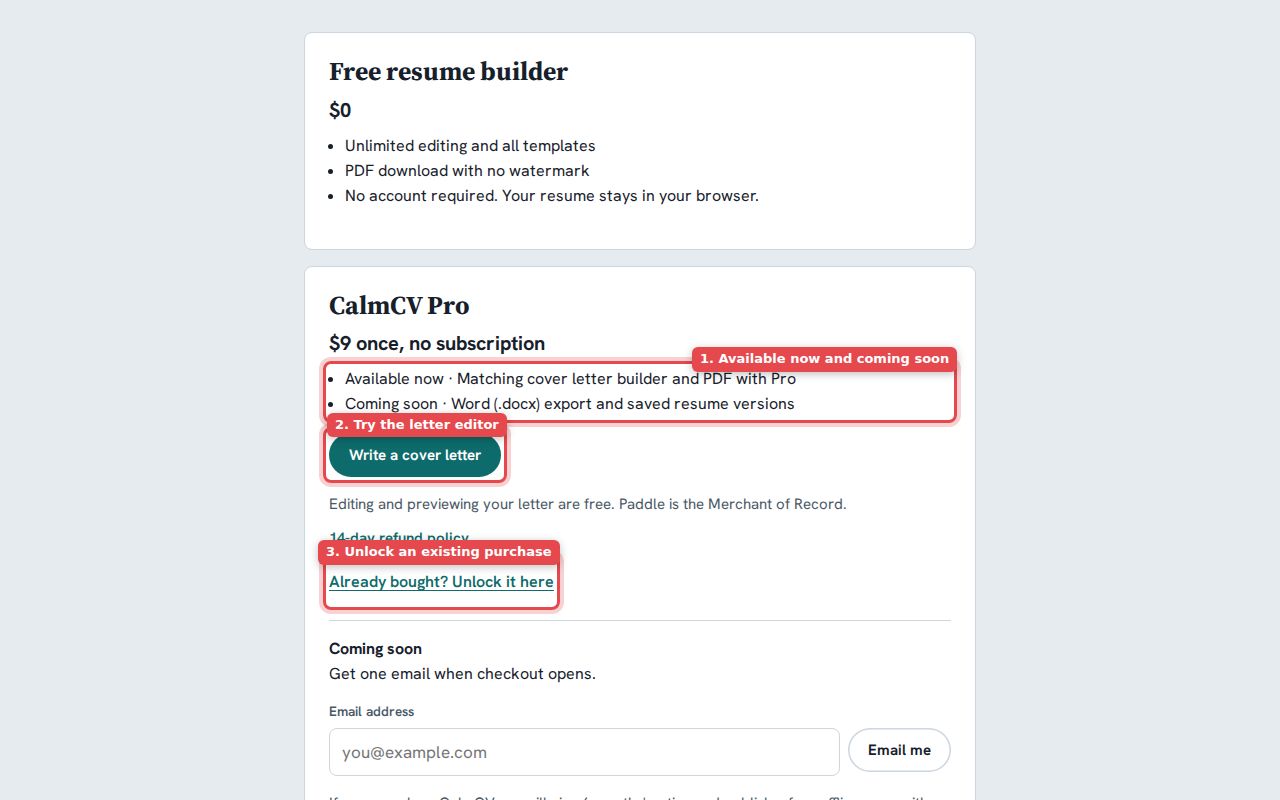 Free resume builder
$0
Unlimited editing and all templates
PDF download with no watermark
No account required. Your resume stays in your browser.
CalmCV Pro
$9 once, no subscription
1. Available now and coming soon
Available now · Matching cover letter builder and PDF with Pro
Coming soon · Word (.docx) export and saved resume versions
2. Try the letter editor
Write a cover letter
Editing and previewing your letter are free. Paddle is the Merchant of Record.
14-day refund policy
3. Unlock an existing purchase
Already bought? Unlock it here
Coming soon
Get one email when checkout opens.
Email address
you@example.com
Email me